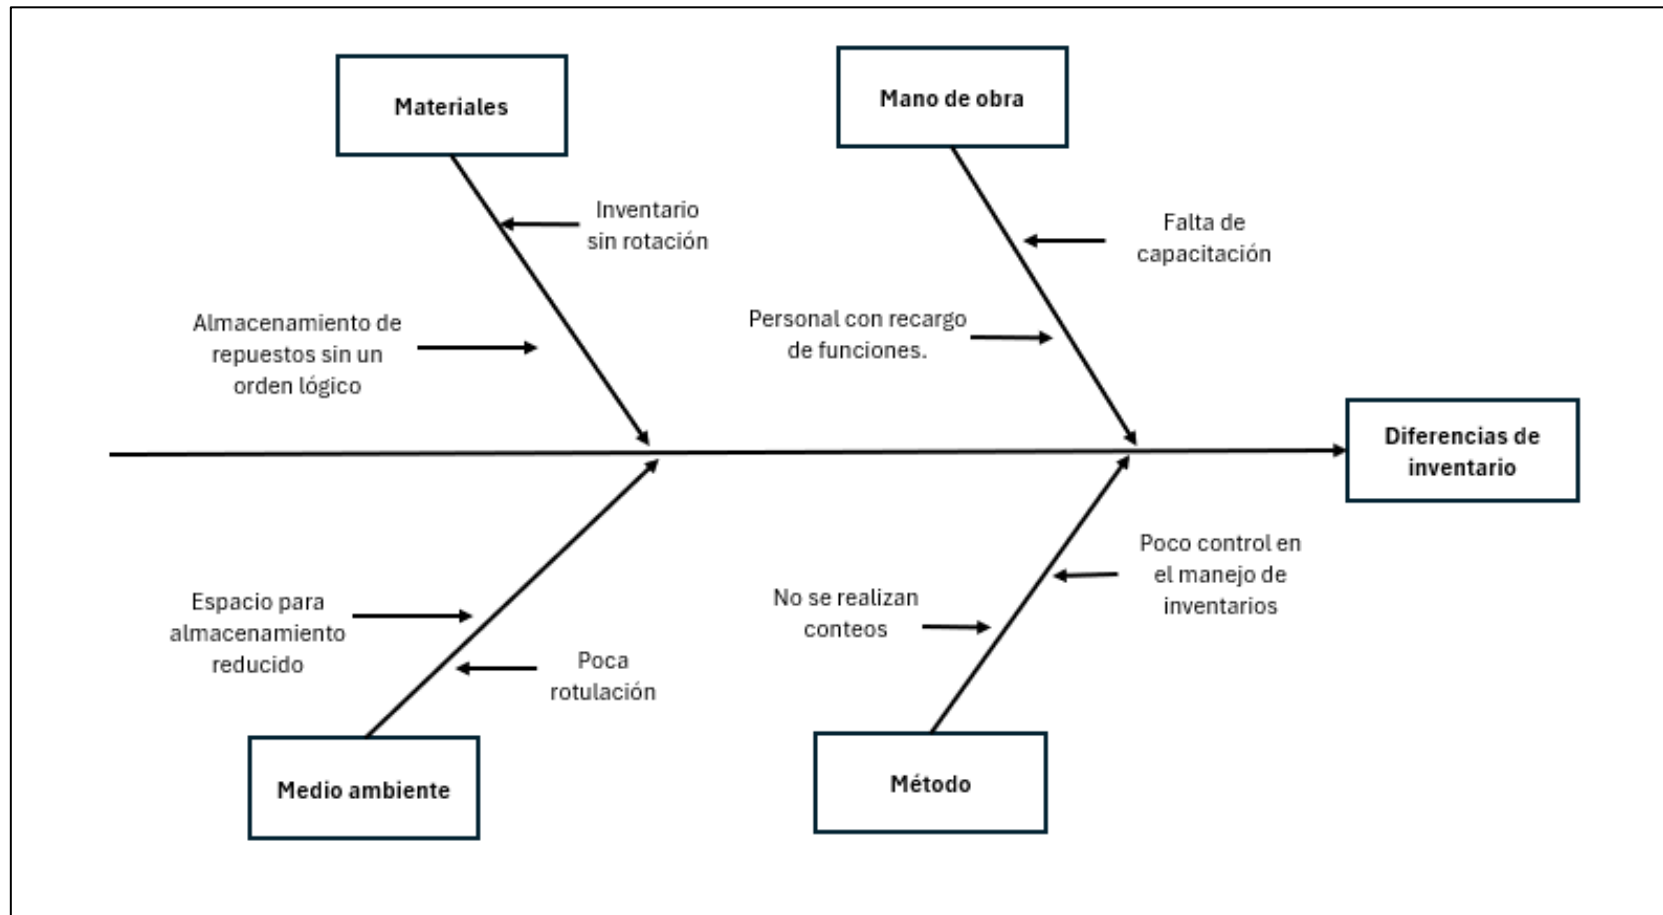 Materiales
Mano de obra
Inventario
sin rotación
Falta de
capacitación
Almacenamiento de
repuestos sin un
orden lógico
Personal con recargo
de funciones.
Diferencias de
inventario
Espacio para
almacenamiento
reducido
Poca
rotulación
No se realizan
conteos
Poco control en
el manejo de
inventarios
Medio ambiente
Método